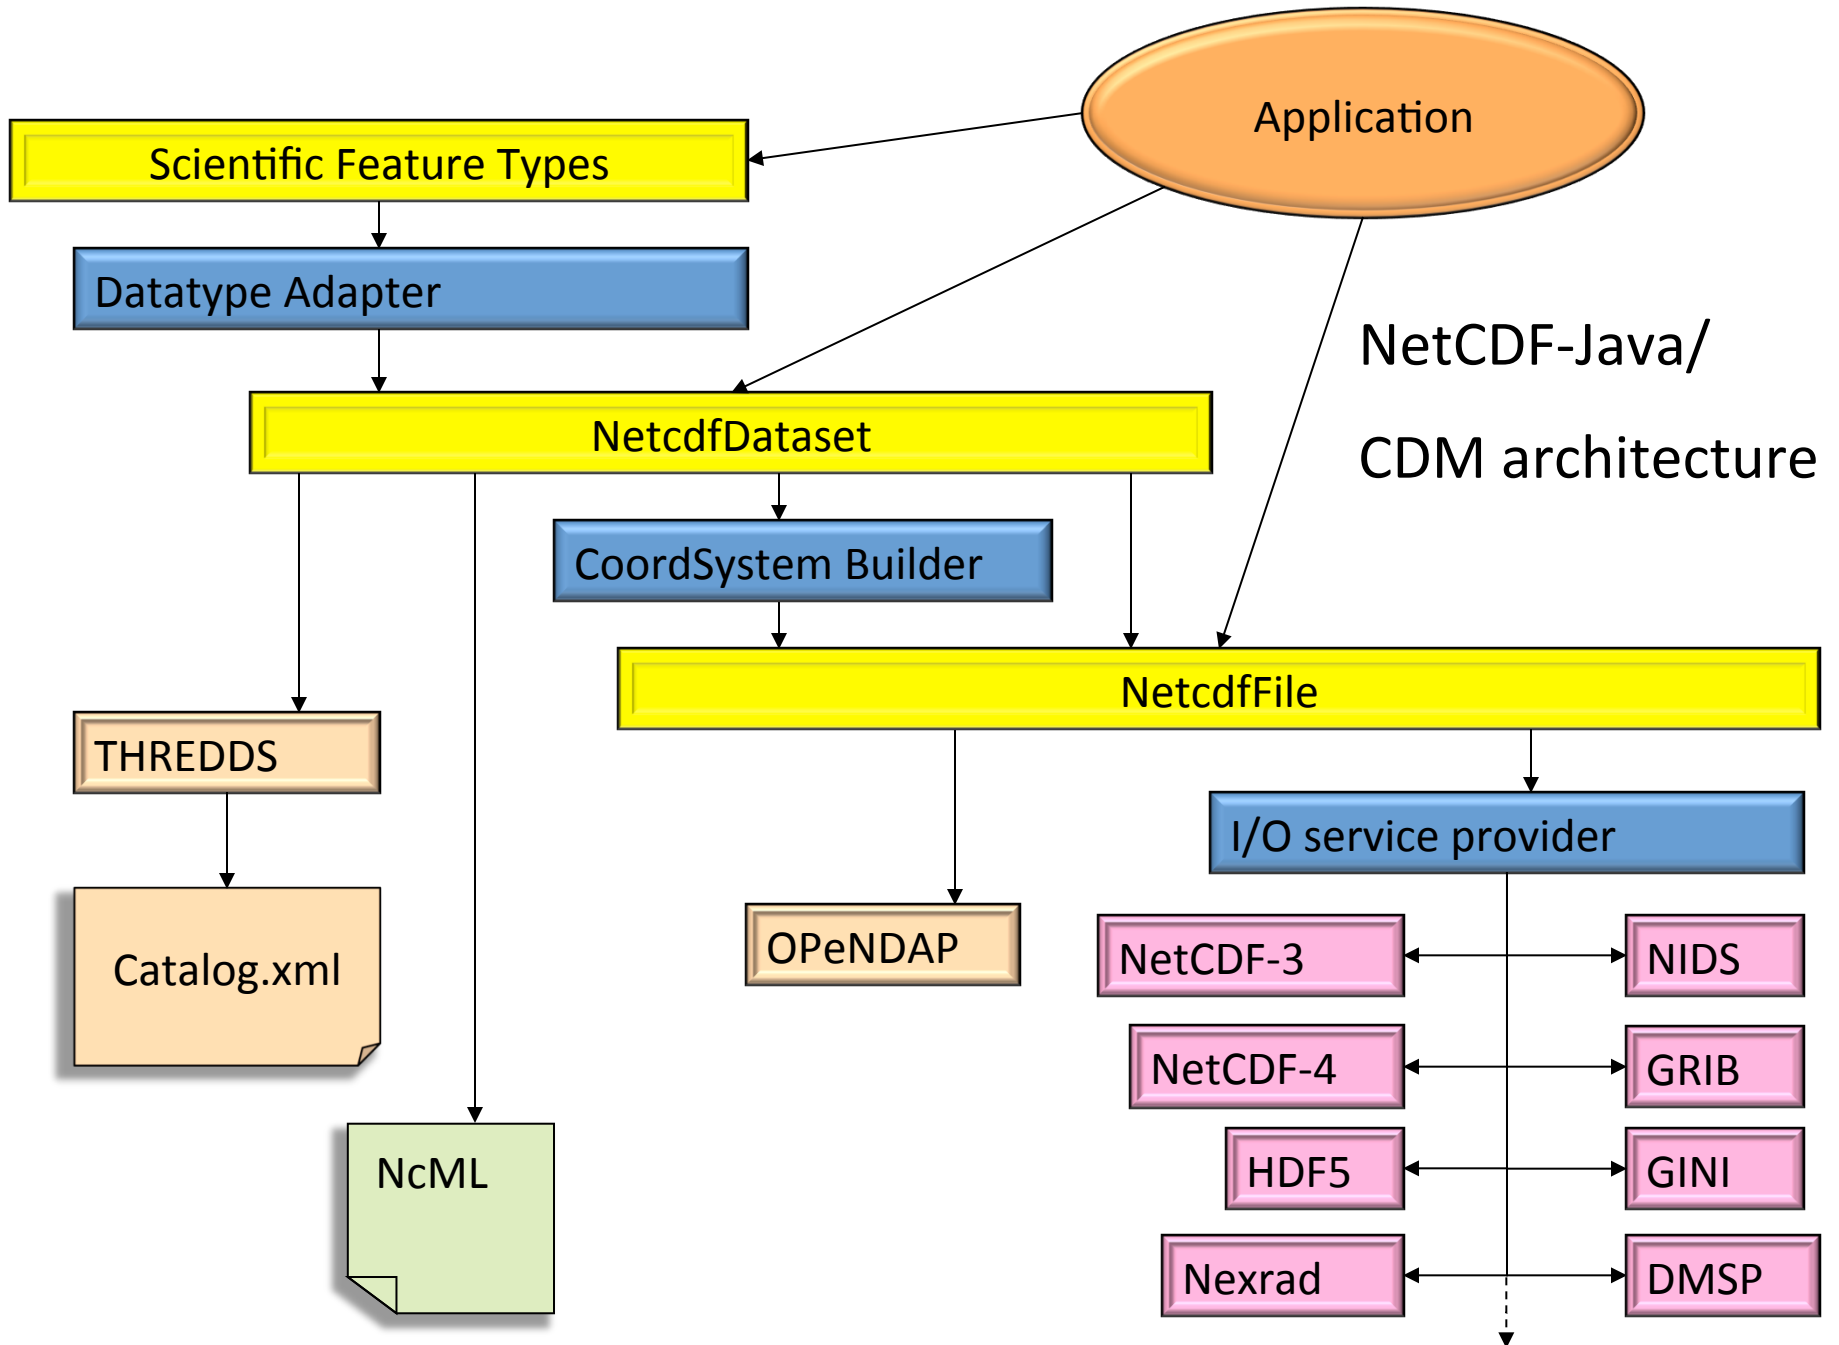 Application
Scientific Feature Types
Datatype Adapter
NetCDF-Java/
CDM architecture
NetcdfDataset
CoordSystem Builder
NetcdfFile
THREDDS
I/O service provider
Catalog.xml
OPeNDAP
NetCDF-3
NIDS
NetCDF-4
GRIB
NcML
HDF5
GINI
Nexrad
DMSP